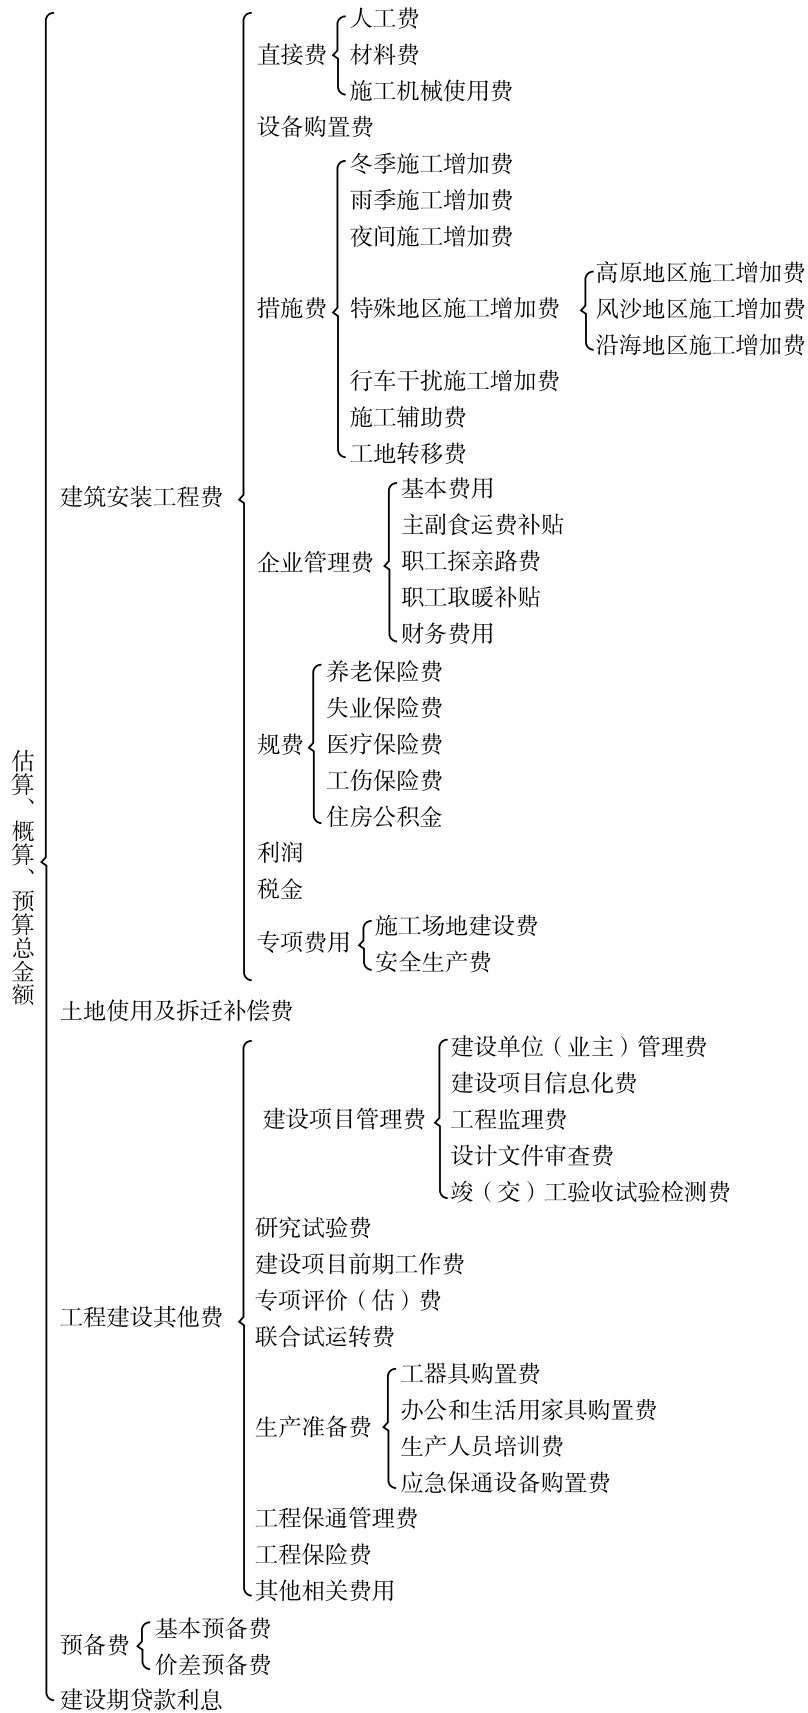 估算、概算、预算总金额
建筑安装工程费
直接费
人工费
材料费
施工机械使用费
设备购置费
措施费
冬季施工增加费
雨季施工增加费
夜间施工增加费
特殊地区施工增加费
高原地区施工增加费
风沙地区施工增加费
沿海地区施工增加费
行车干扰施工增加费
施工辅助费
工地转移费
企业管理费
基本费用
主副食运费补贴
职工探亲路费
职工取暖补贴
财务费用
规费
养老保险费
失业保险费
医疗保险费
工伤保险费
住房公积金
利润
税金
专项费用
施工场地建设费
安全生产费
土地使用及拆迁补偿费
工程建设其他费
建设项目管理费
建设单位（业主）管理费
建设项目信息化费
工程监理费
设计文件审查费
竣（交）工验收试验检测费
研究试验费
建设项目前期工作费
专项评价（估）费
联合试运转费
生产准备费
工器具购置费
办公和生活用家具购置费
生产人员培训费
应急保通设备购置费
工程保通管理费
工程保险费
其他相关费用
预备费
基本预备费
价差预备费
建设期贷款利息